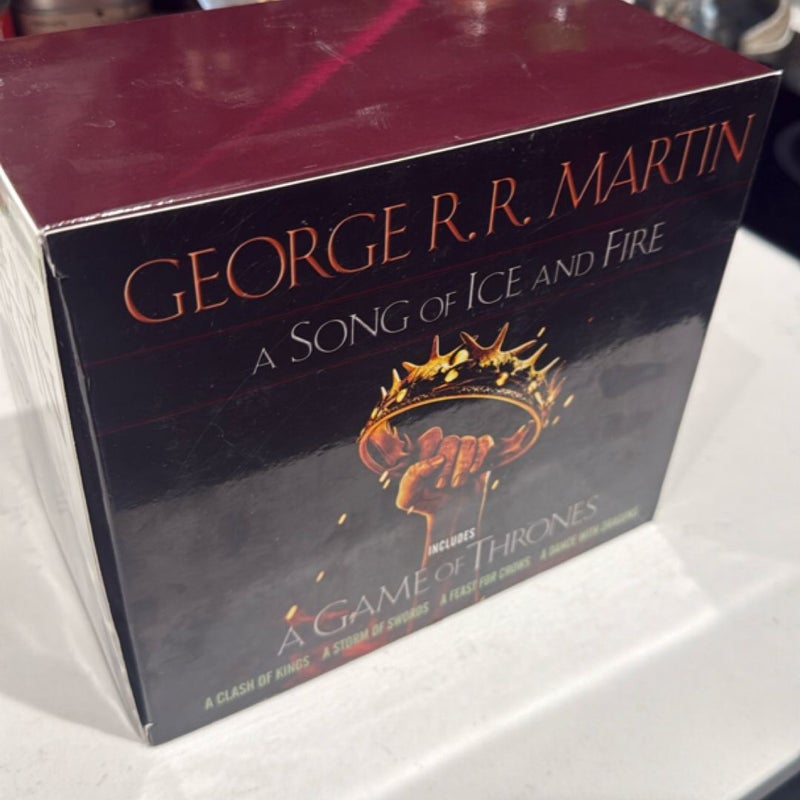 GEORGE R.R. MARTIN
A SONG OF ICE AND FIRE
INCLUDES
A GAME OF THRONES
A CLASH OF KINGS A STORM OF SWORDS A FEAST FOR CROWS A DANCE WITH DRAGONS